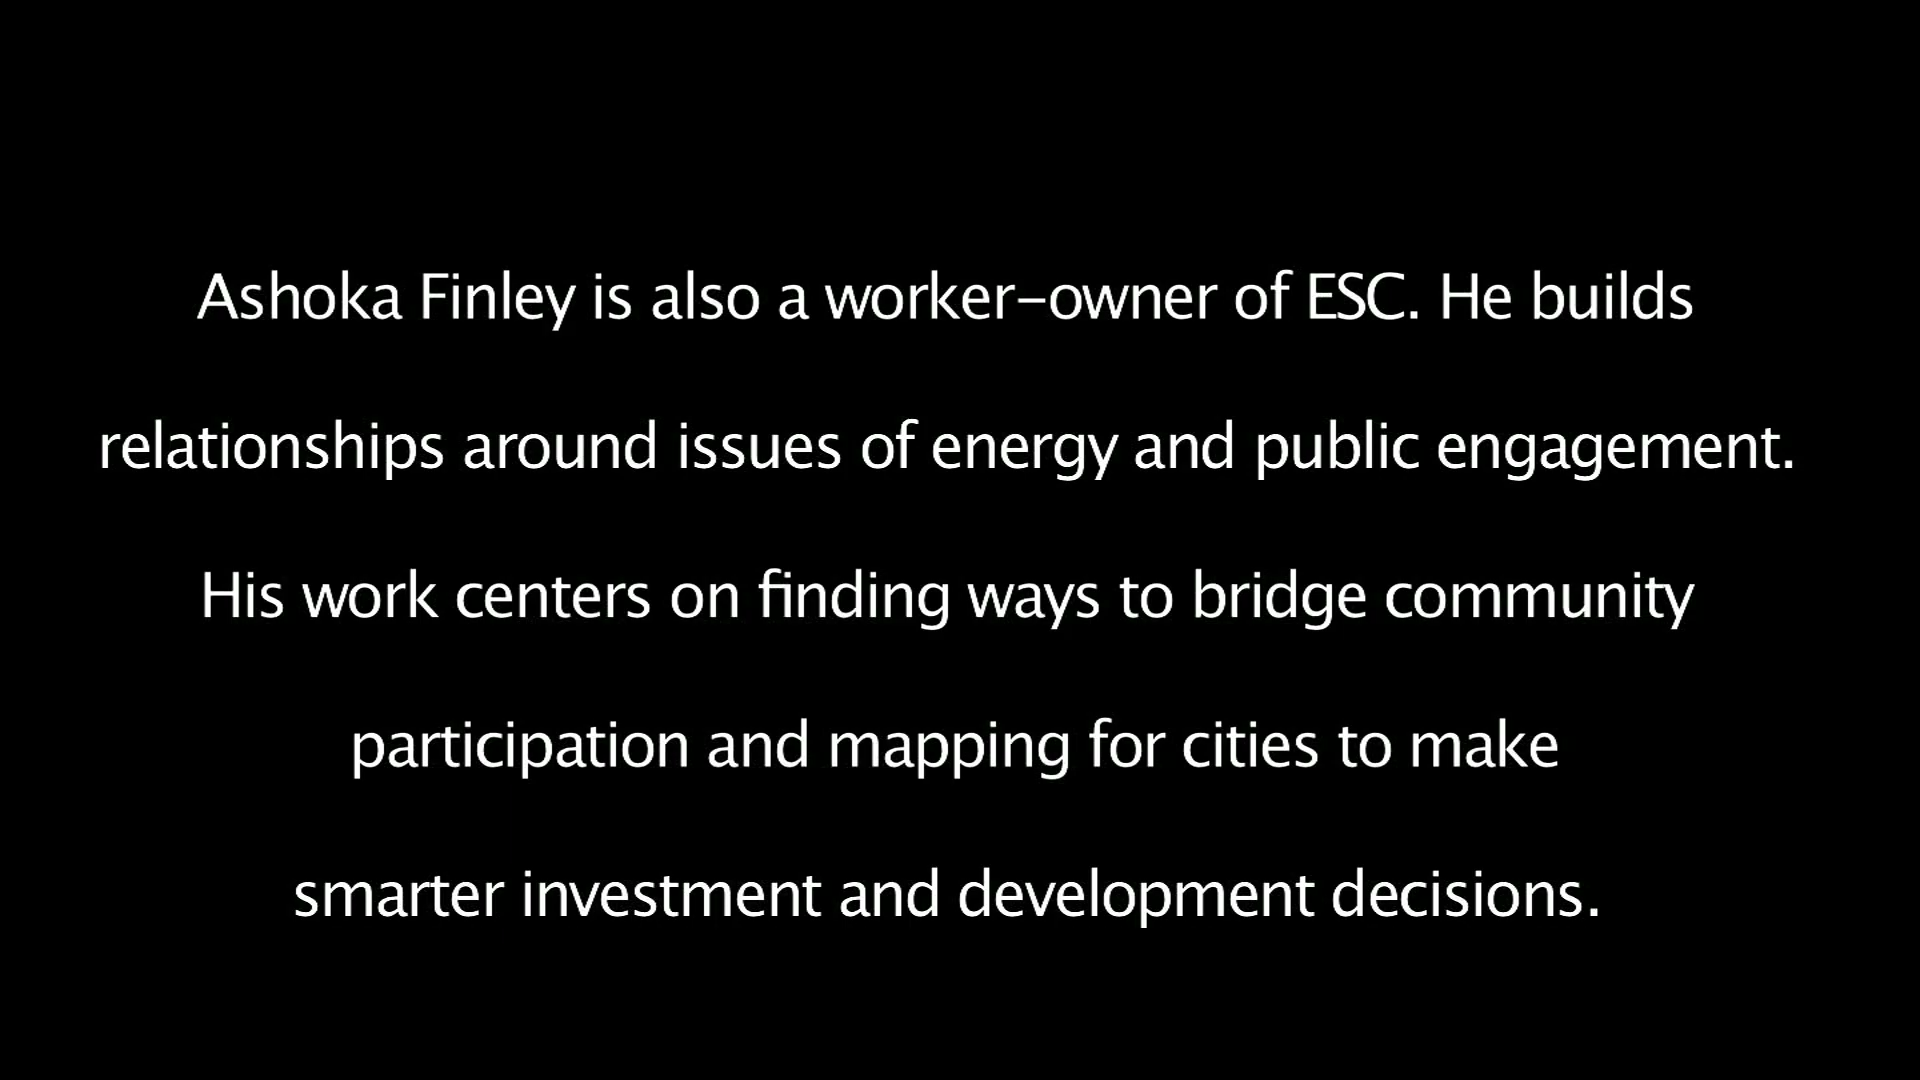 Ashoka Finley is also a worker-owner of ESC. He builds
relationships around issues of energy and public engagement.
His work centers on finding ways to bridge community
participation and mapping for cities to make
smarter investment and development decisions.